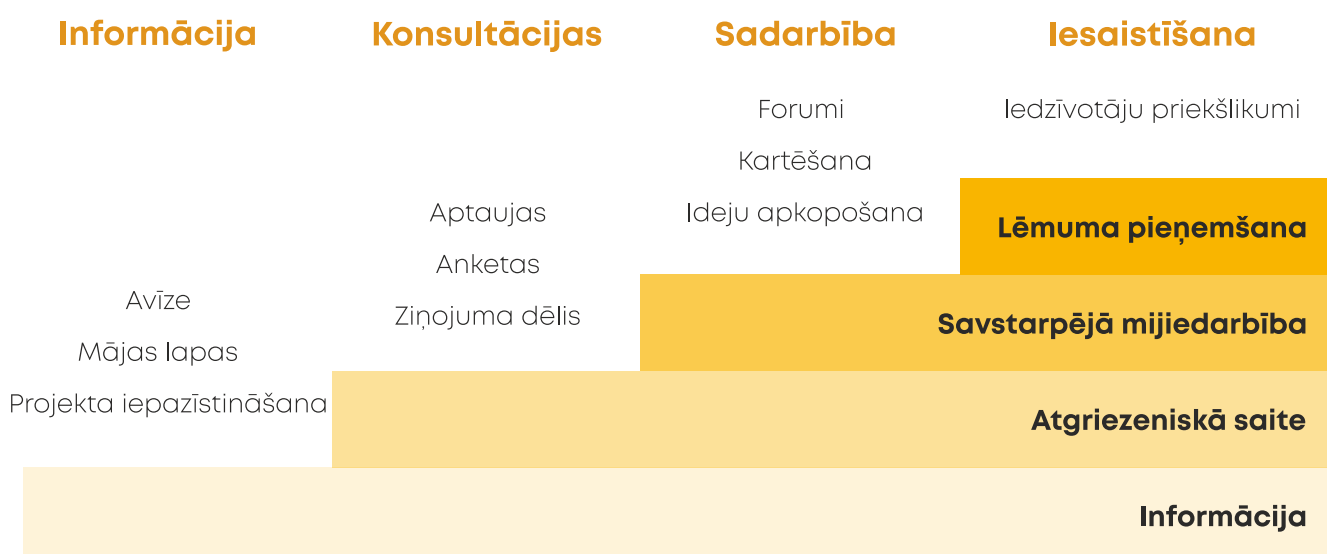 Informācija
Konsultācijas
Sadarbība
Iesaistīšana
Avīze
Mājas lapas
Projekta iepazīstināšana
Aptaujas
Anketas
Ziņojuma dēlis
Forumi
Kartēšana
Ideju apkopošana
Iedzīvotāju priekšlikumi
Lēmuma pieņemšana
Savstarpējā mijiedarbība
Atgriezeniskā saite
Informācija